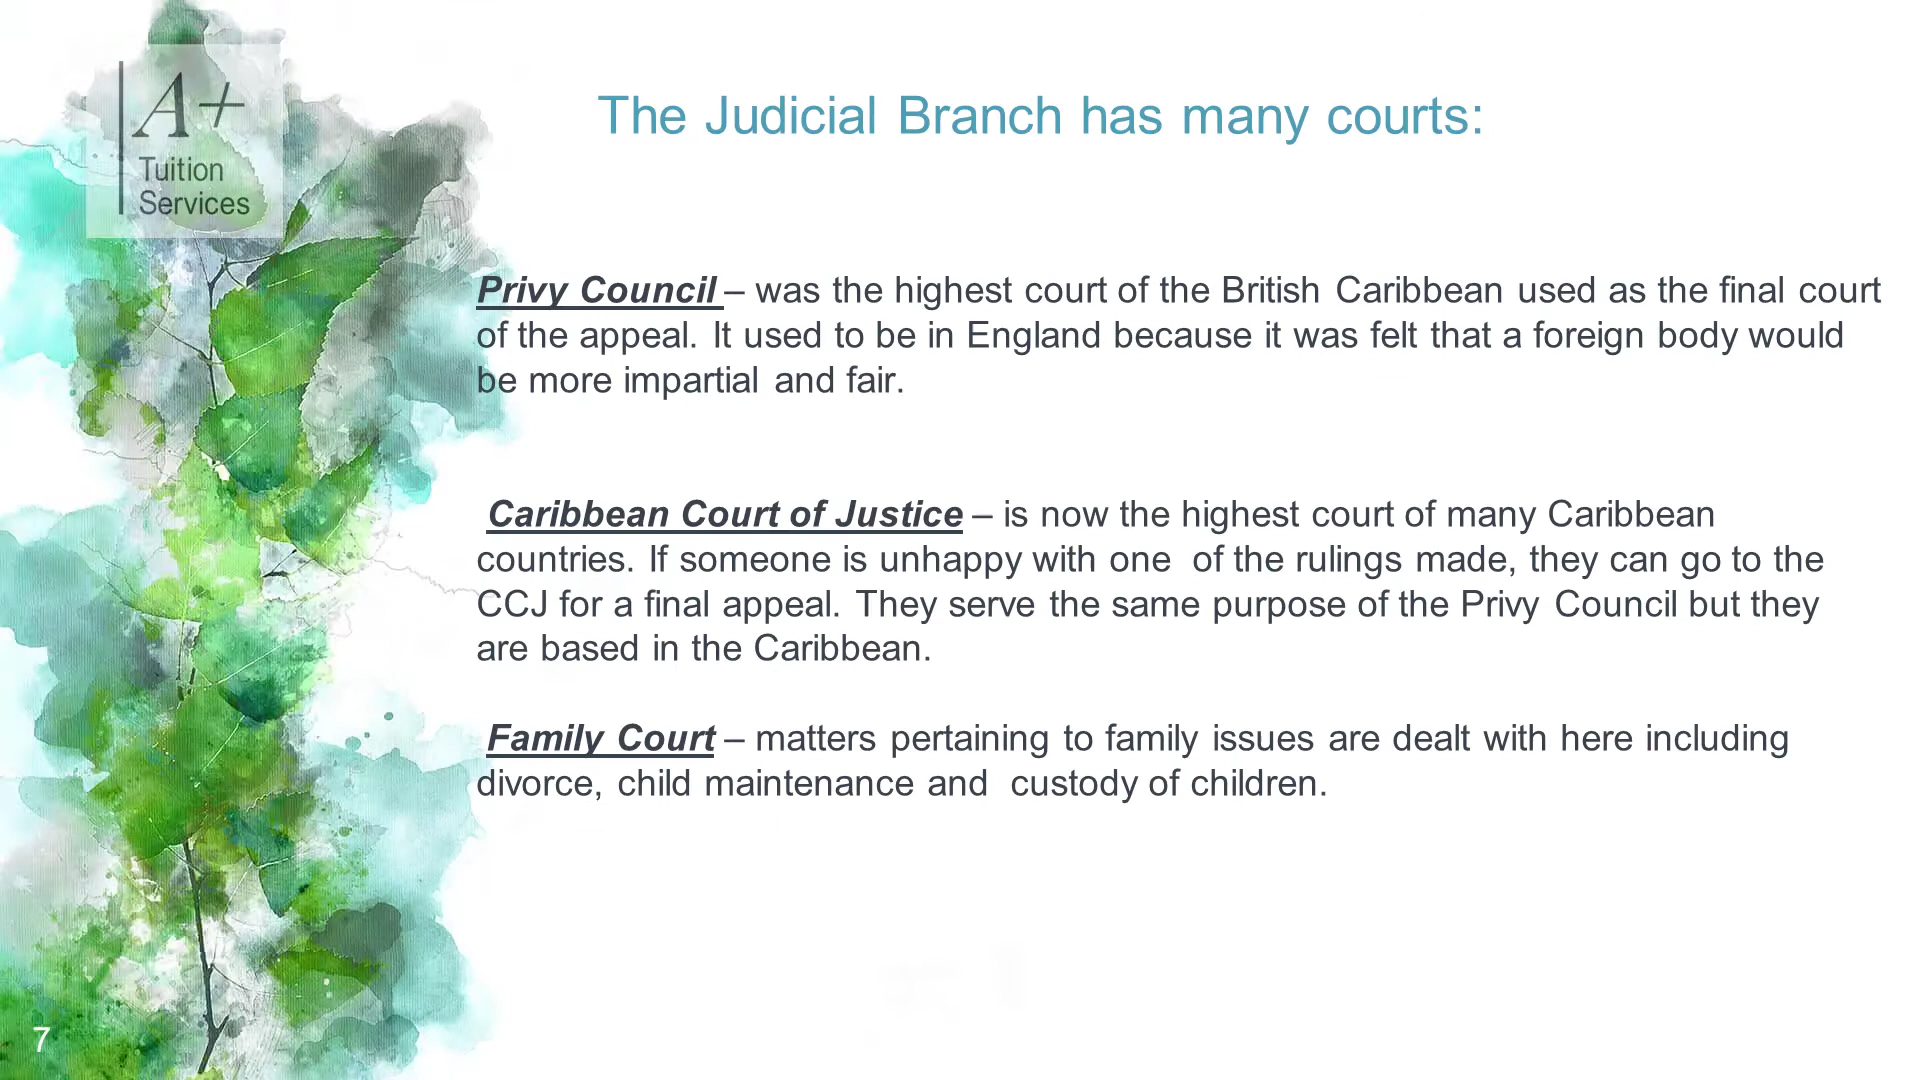 A+
Tuition
Services
The Judicial Branch has many courts:
Privy Council – was the highest court of the British Caribbean used as the final court
of the appeal. It used to be in England because it was felt that a foreign body would
be more impartial and fair.
Caribbean Court of Justice – is now the highest court of many Caribbean
countries. If someone is unhappy with one of the rulings made, they can go to the
CCJ for a final appeal. They serve the same purpose of the Privy Council but they
are based in the Caribbean.
Family Court – matters pertaining to family issues are dealt with here including
divorce, child maintenance and custody of children.
7